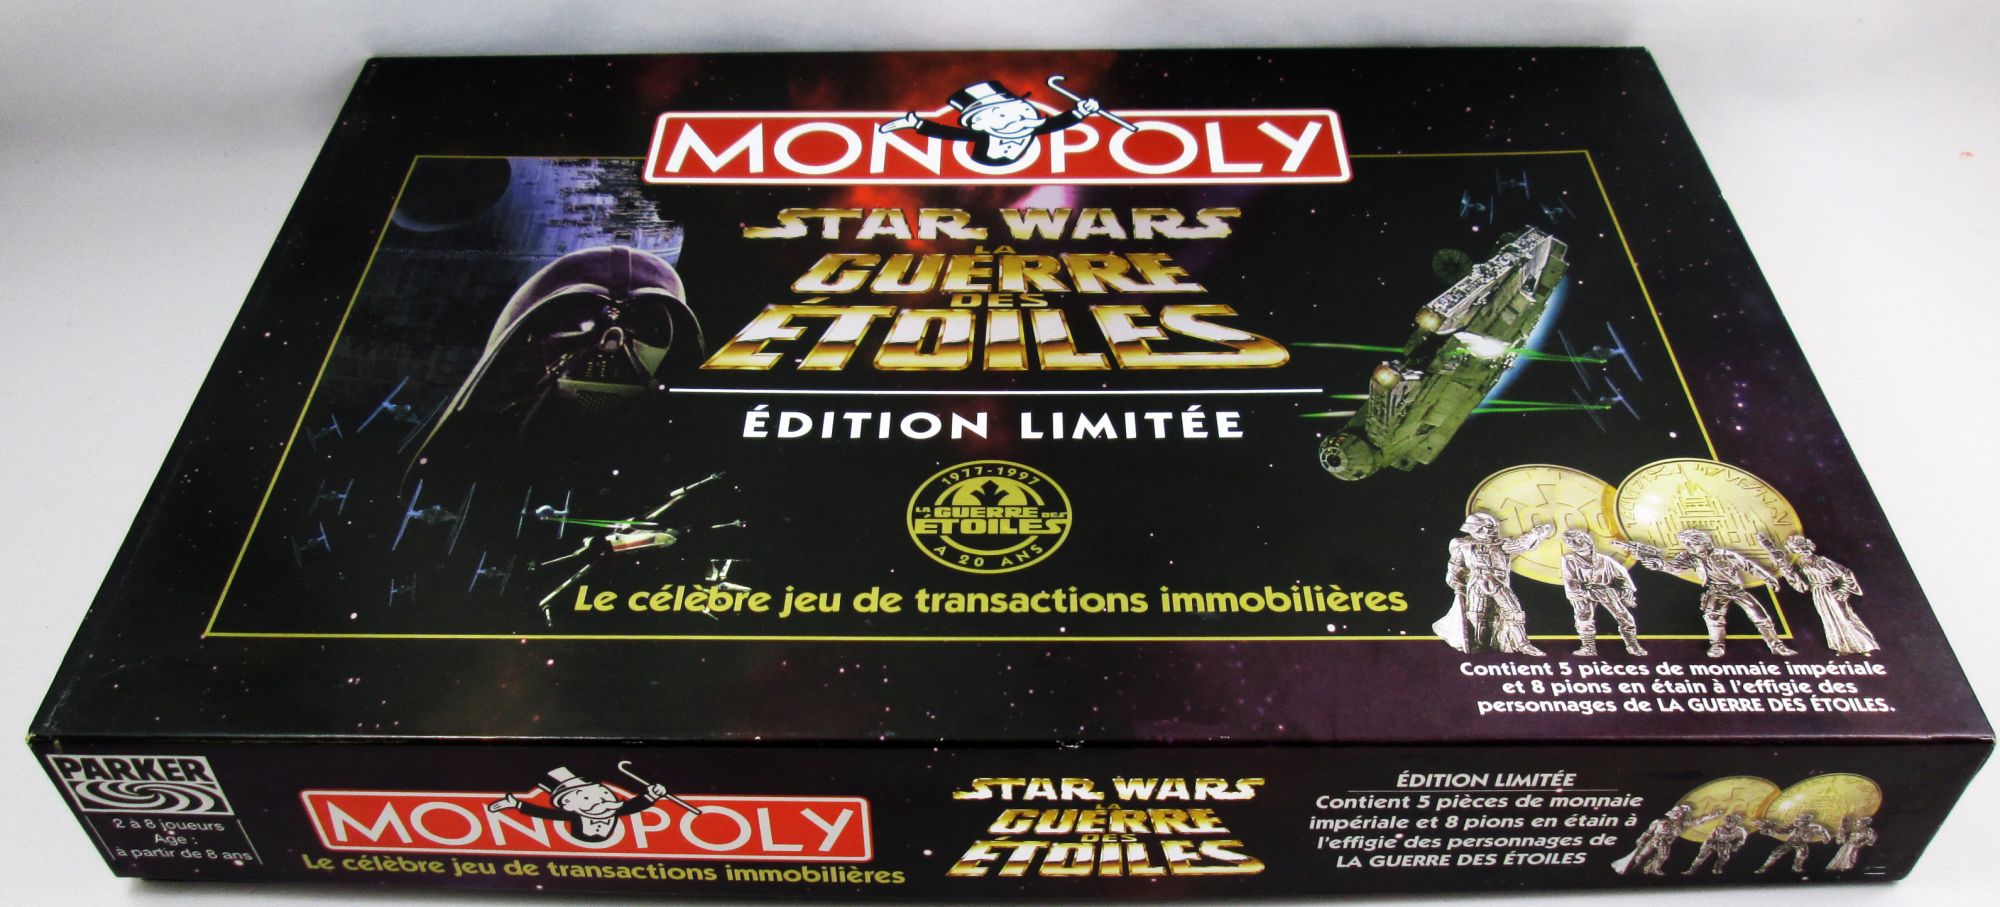 MONOPOLY
STAR WARS
LA
GUERRE
DES
ÉTOILES
ÉDITION LIMITÉE
1977-1997
LA GUERRE DES
ÉTOILES
A 20 ANS
Le célèbre jeu de transactions immobilières
Contient 5 pièces de monnaie impériale
et 8 pions en étain à l'effigie des
personnages de LA GUERRE DES ÉTOILES.
PARKER
2 à 8 joueurs
Age :
à partir de 8 ans
MONOPOLY
Le célèbre jeu de transactions immobilières
STAR WARS
LA
GUERRE
DES
ÉTOILES
ÉDITION LIMITÉE
Contient 5 pièces de monnaie
impériale et 8 pions en étain à
l'effigie des personnages de
LA GUERRE DES ÉTOILES